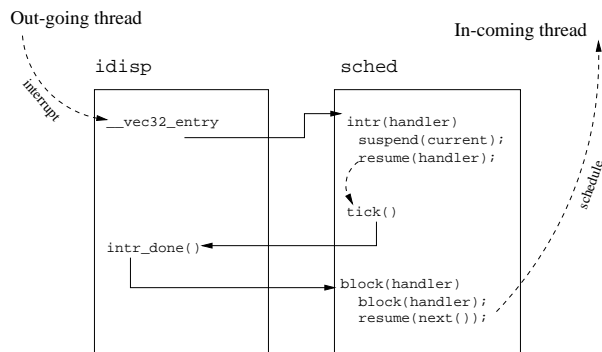 Out-going thread
In-coming thread
idisp
sched
interrupt
__vec32_entry
intr(handler)
suspend(current);
resume(handler);
schedule
tick()
intr_done()
block(handler)
block(handler);
resume(next());